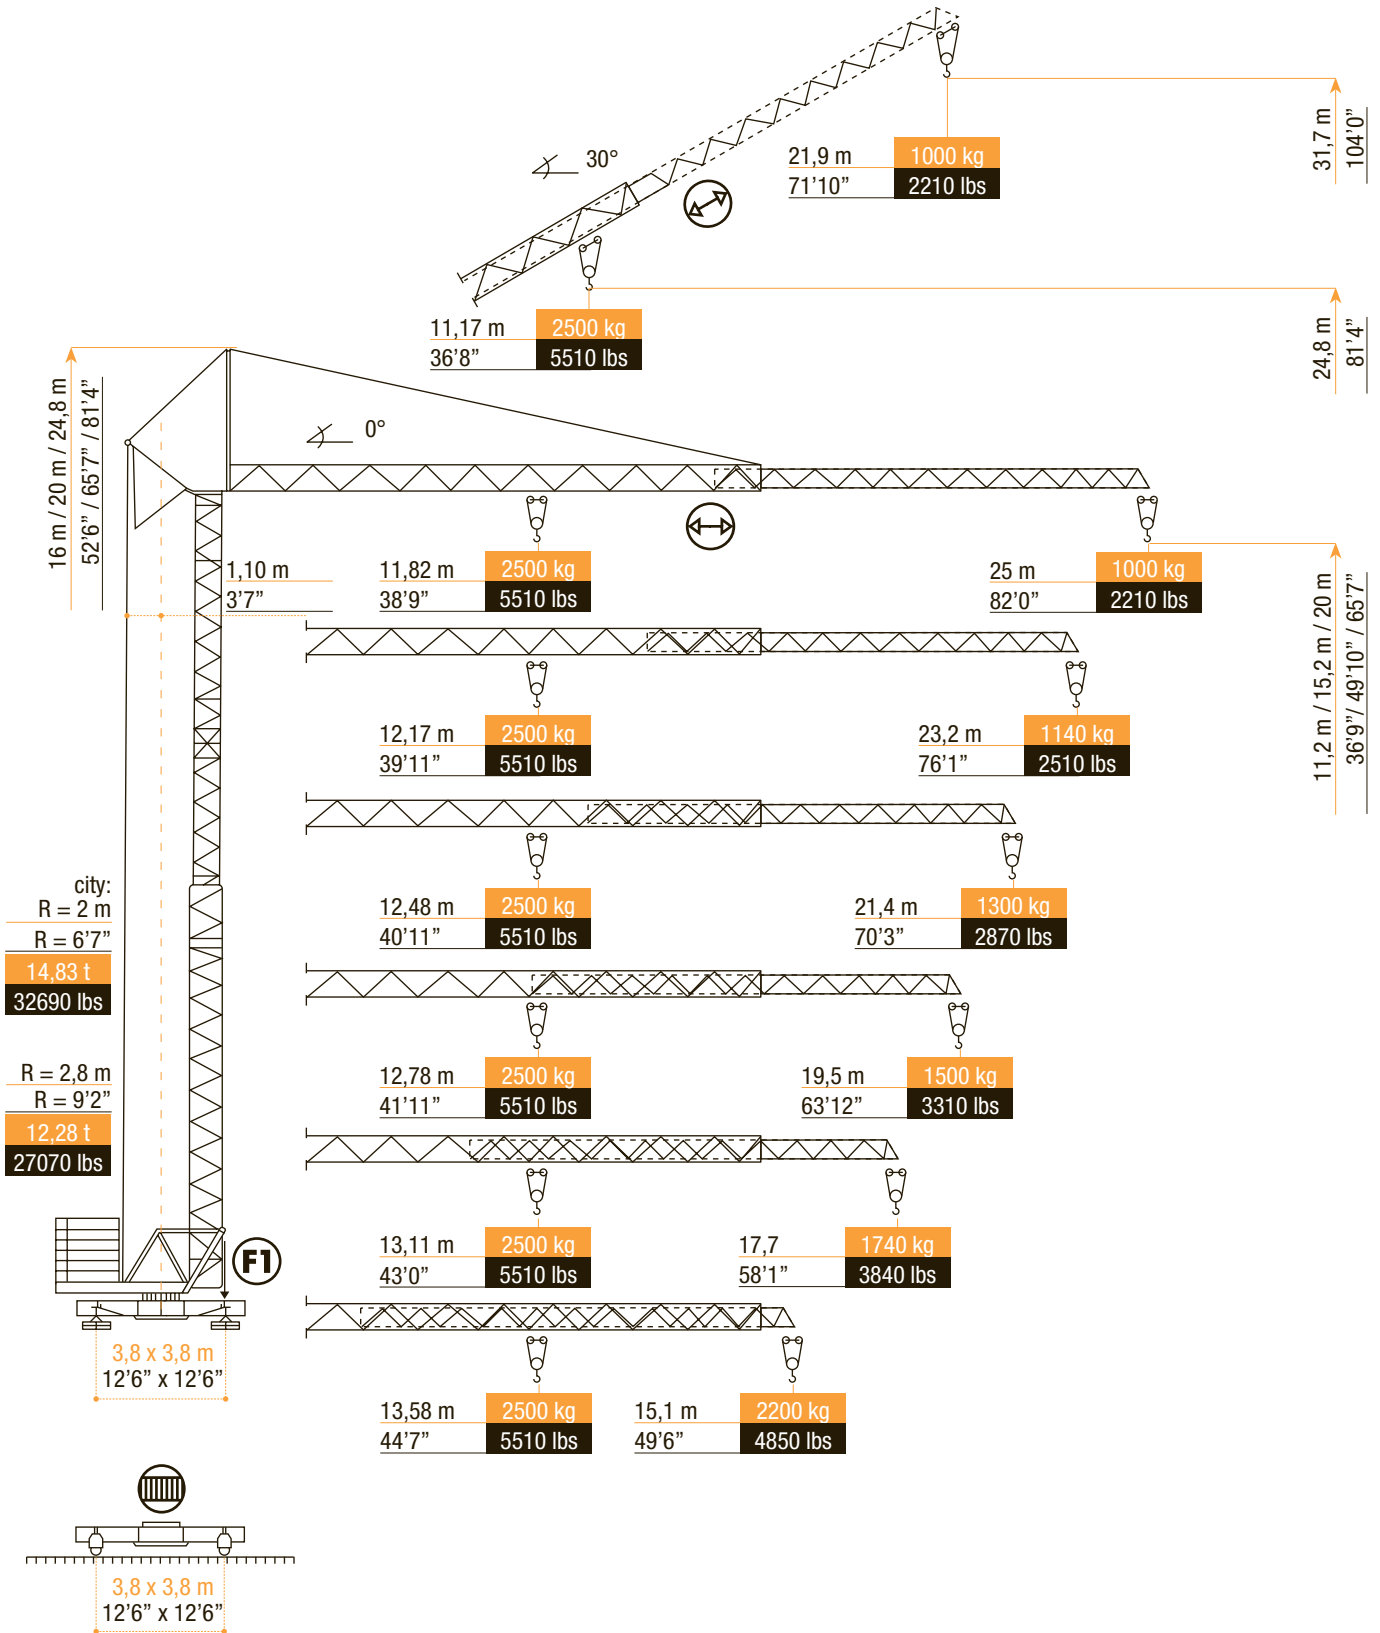 30°
21,9 m
1000 kg
71’10”
2210 lbs
31,7 m
104’0”
11,17 m
2500 kg
36’8”
5510 lbs
24,8 m
81’4”
16 m / 20 m / 24,8 m
52’6” / 65’7” / 81’4”
0°
1,10 m
3’7”
11,82 m
2500 kg
38’9”
5510 lbs
25 m
1000 kg
82’0”
2210 lbs
11,2 m / 15,2 m / 20 m
36’9”/ 49’10” / 65’7”
12,17 m
2500 kg
39’11”
5510 lbs
23,2 m
1140 kg
76’1”
2510 lbs
12,48 m
2500 kg
40’11”
5510 lbs
21,4 m
1300 kg
70’3”
2870 lbs
city:
R = 2 m
R = 6’7”
14,83 t
32690 lbs
12,78 m
2500 kg
41’11”
5510 lbs
19,5 m
1500 kg
63’12”
3310 lbs
R = 2,8 m
R = 9’2”
12,28 t
27070 lbs
13,11 m
2500 kg
43’0”
5510 lbs
17,7
1740 kg
58’1”
3840 lbs
F1
3,8 x 3,8 m
12’6” x 12’6”
13,58 m
2500 kg
44’7”
5510 lbs
15,1 m
2200 kg
49’6”
4850 lbs
3,8 x 3,8 m
12’6” x 12’6”